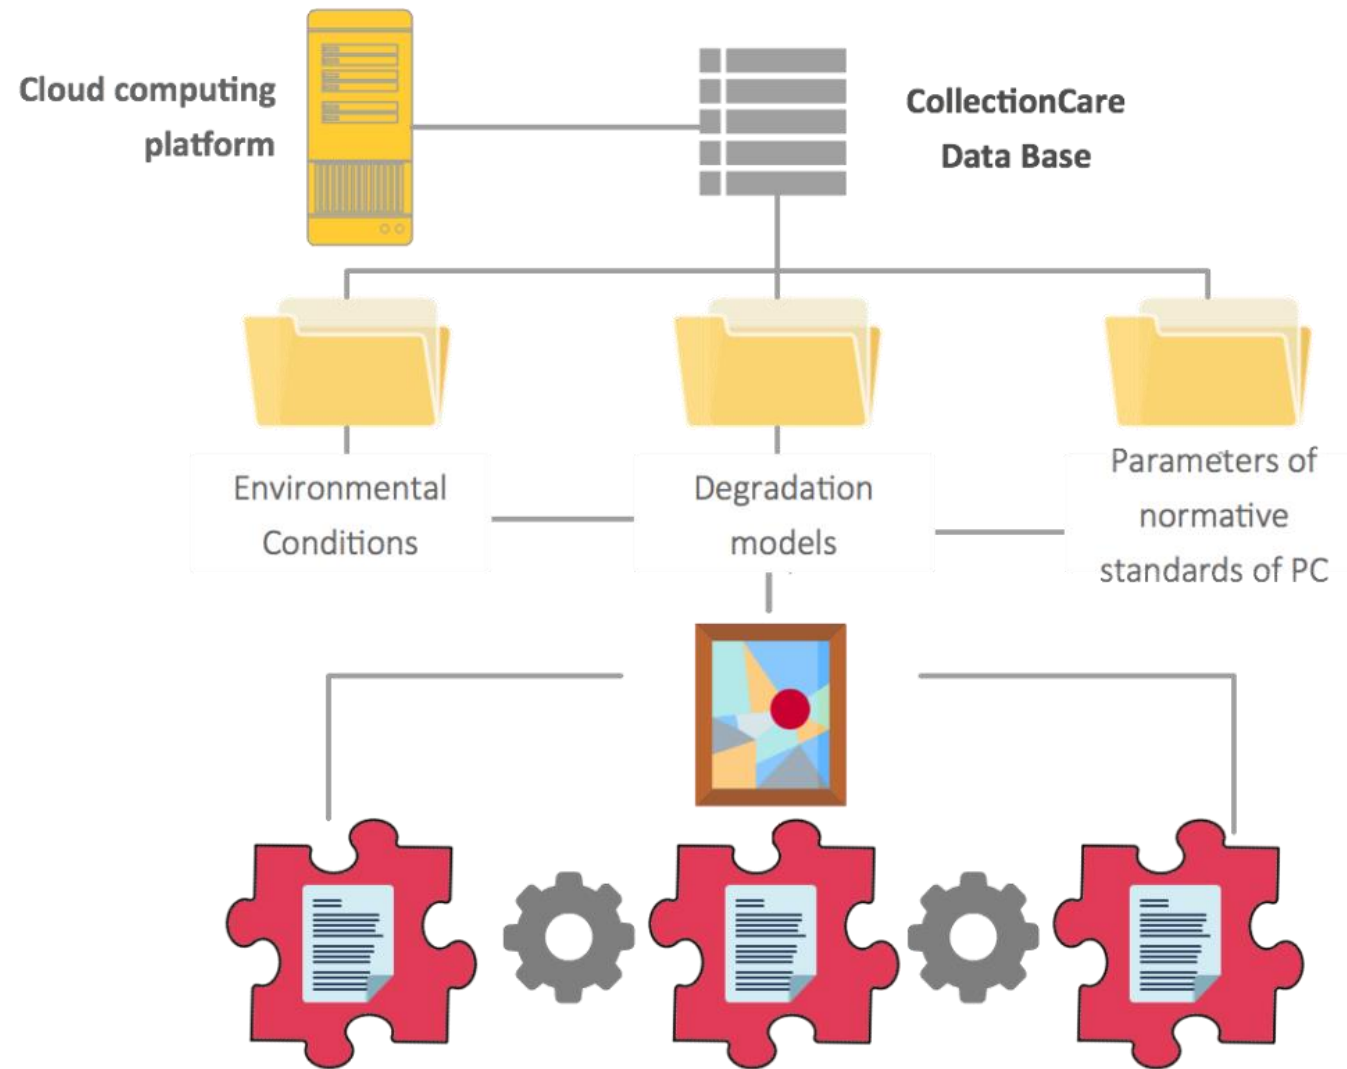 Cloud computing
platform
CollectionCare
Data Base
Environmental
Conditions
Degradation
models
Parameters of
normative
standards of PC